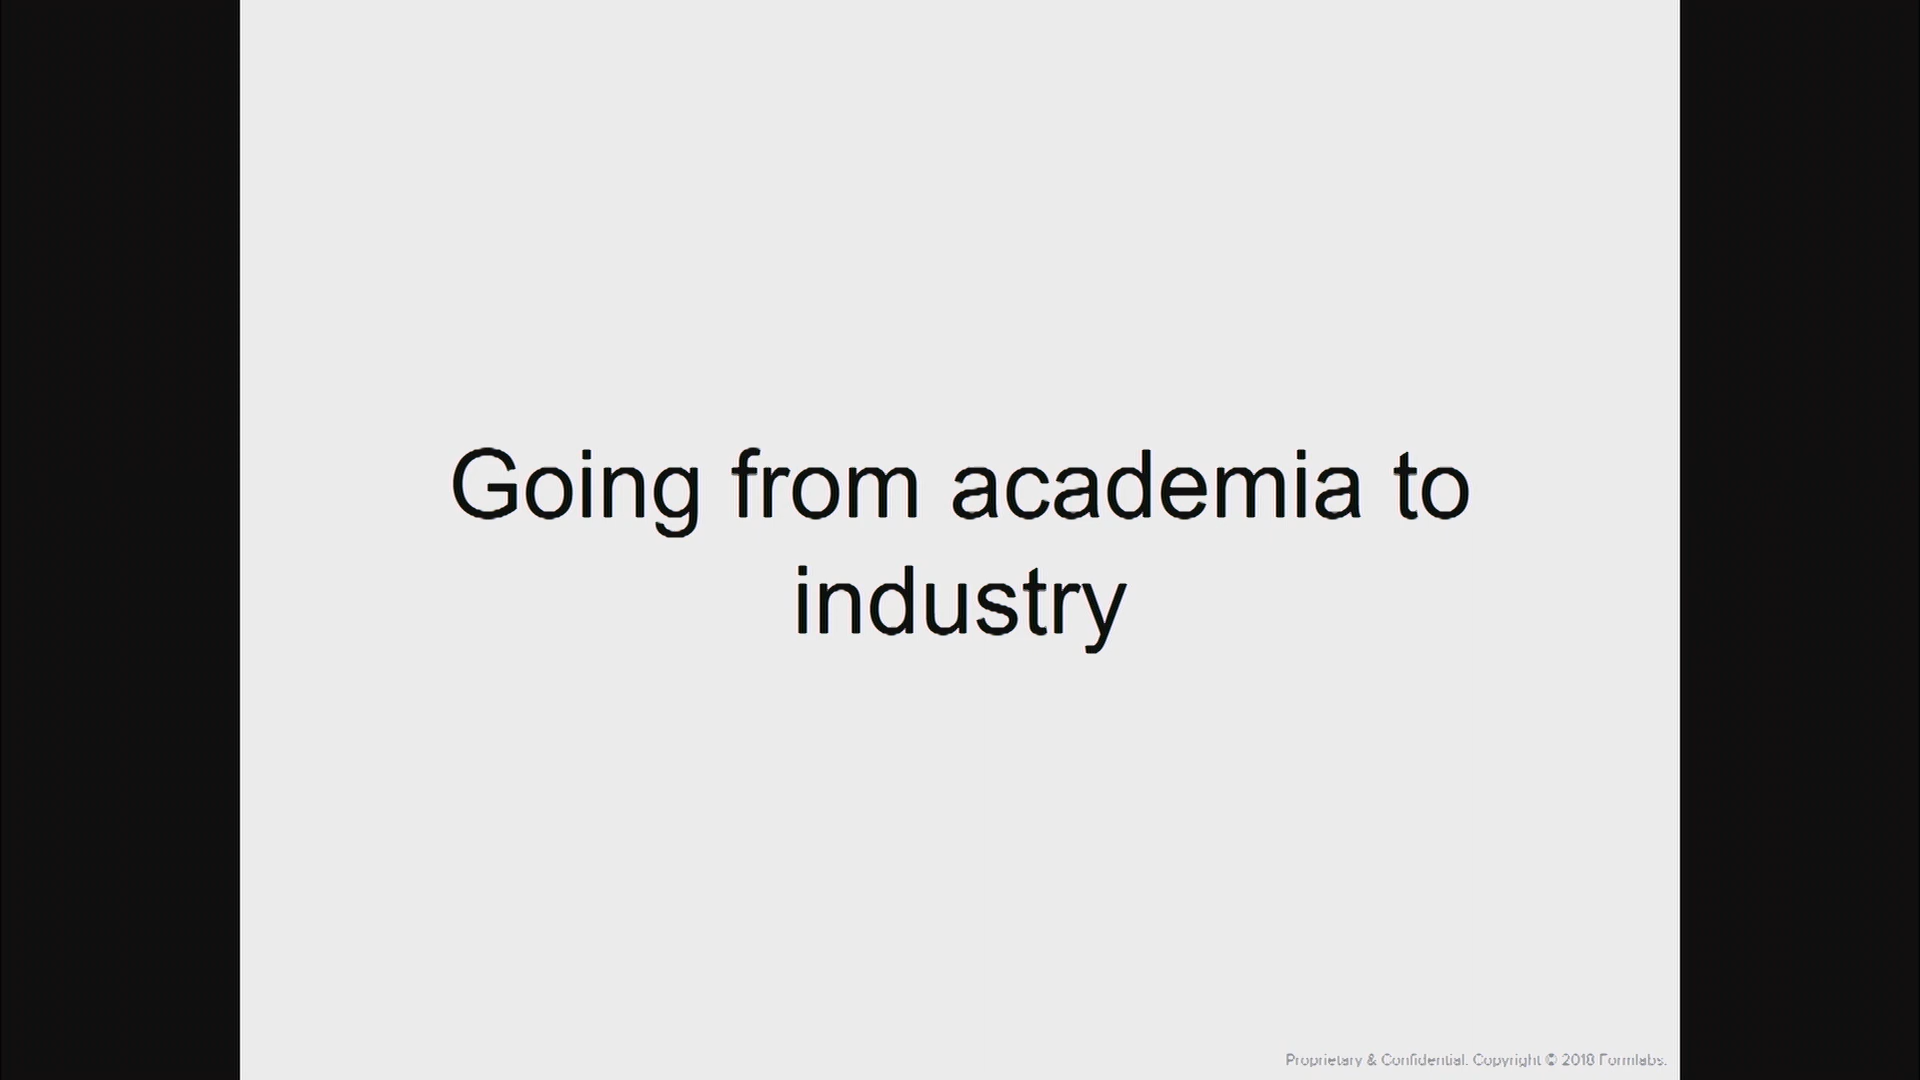 Going from academia to
industry
Proprietary & Confidential. Copyright © 2018 Formlabs.